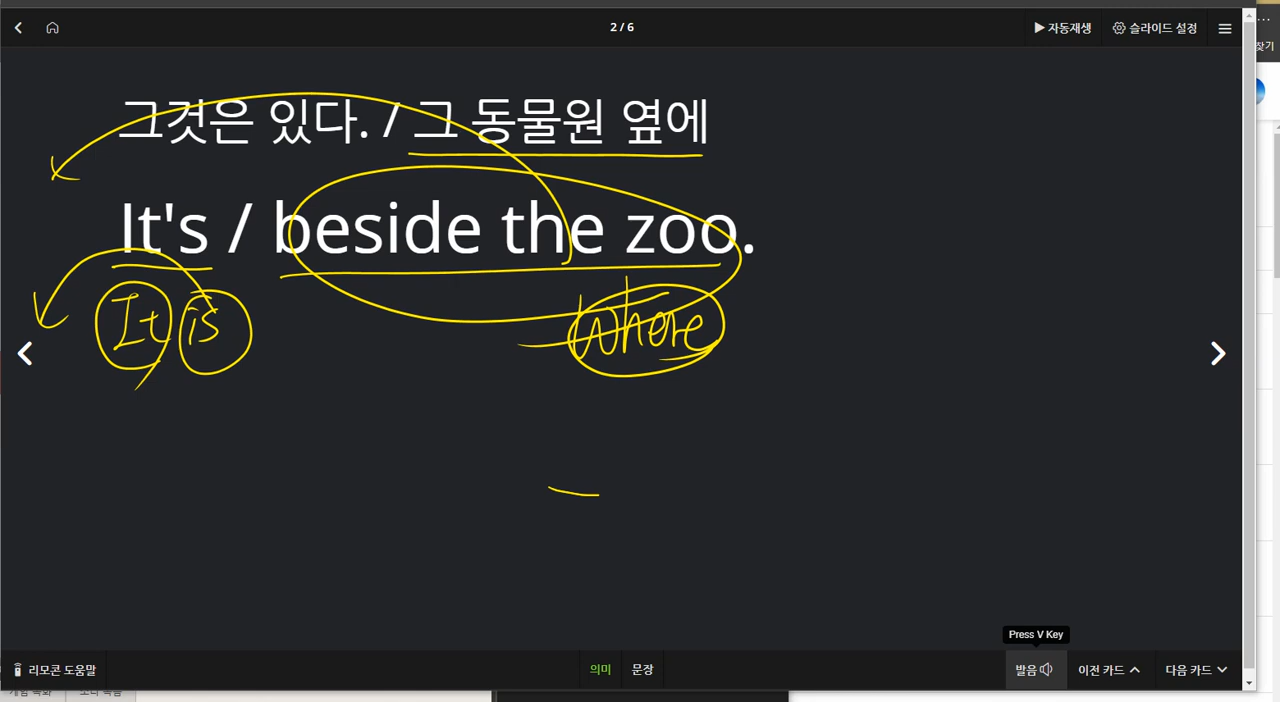 2 / 6
자동재생
슬라이드 설정
찾기
그것은 있다. / 그 동물원 옆에
It's / beside the zoo.
It is
Where
Press V Key
리모콘 도움말
의미
문장
발음
이전 카드
다음 카드